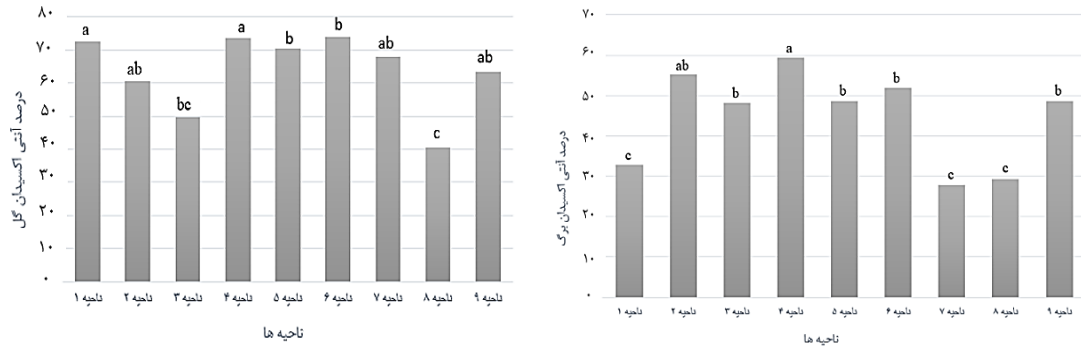 درصد آنتی اکسیدان گل
۸۰
۷۰
۶۰
۵۰
۴۰
۳۰
۲۰
۱۰
۰
a ab bc a b b ab c ab
ناحیه ۱ ناحیه ۲ ناحیه ۳ ناحیه ۴ ناحیه ۵ ناحیه ۶ ناحیه ۷ ناحیه ۸ ناحیه ۹
ناحیه ها
درصد آنتی اکسیدان برگ
۷۰
۶۰
۵۰
۴۰
۳۰
۲۰
۱۰
۰
c ab b a b b c c b
ناحیه ۱ ناحیه ۲ ناحیه ۳ ناحیه ۴ ناحیه ۵ ناحیه ۶ ناحیه ۷ ناحیه ۸ ناحیه ۹
ناحیه ها